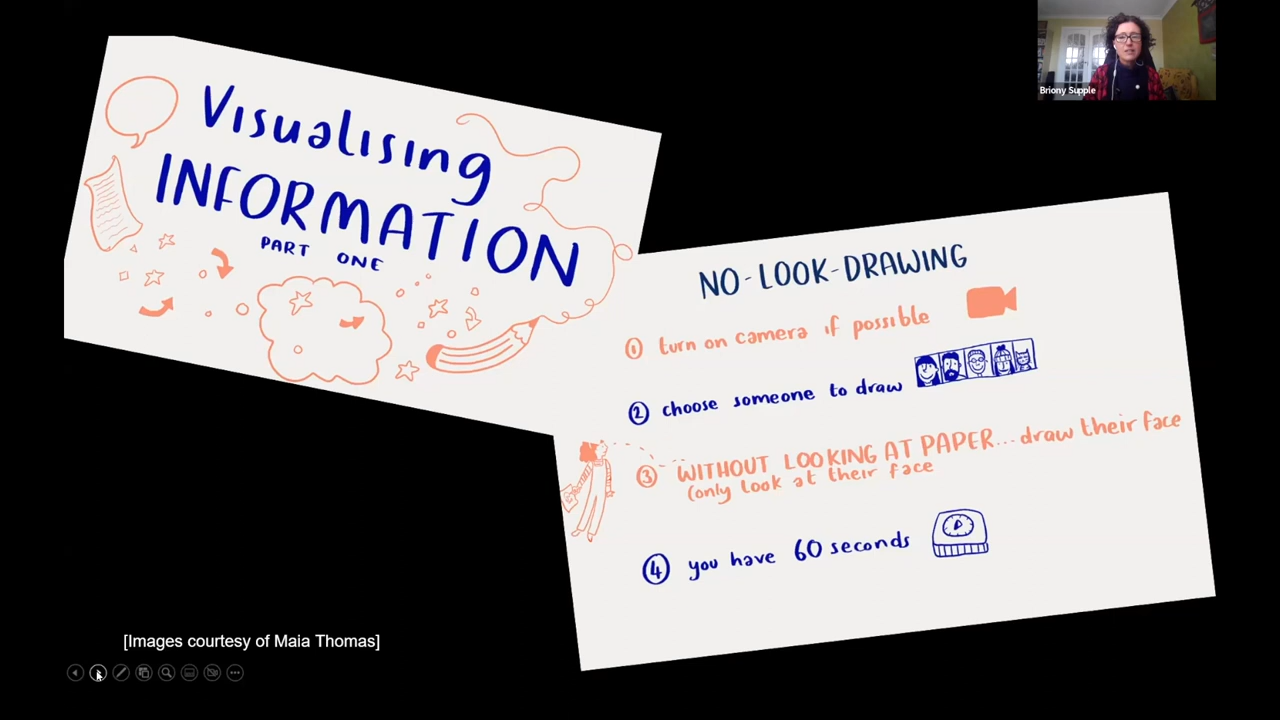 Briony Supple
Visualising
INFORMATION
PART ONE
NO-LOOK-DRAWING
① turn on camera if possible
② choose someone to draw
③ WITHOUT LOOKING AT PAPER... draw their face
(only look at their face
④ you have 60 seconds
[Images courtesy of Maia Thomas]